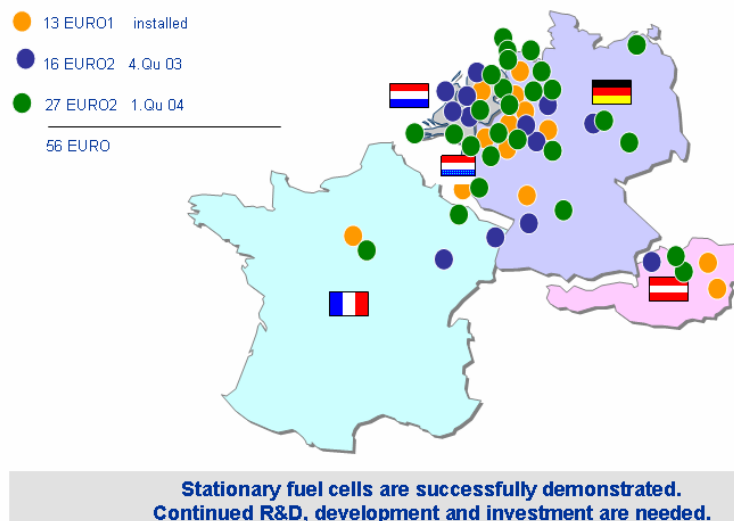 13 EURO1 installed
16 EURO2 4.Qu 03
27 EURO2 1.Qu 04
56 EURO
Stationary fuel cells are successfully demonstrated.
Continued R&D, development and investment are needed.